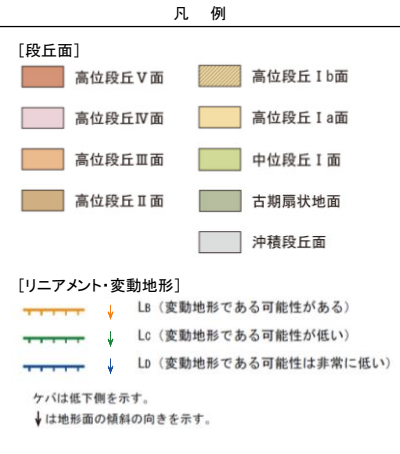 凡 例
[段丘面]
高位段丘Ⅴ面
高位段丘Ⅳ面
高位段丘Ⅲ面
高位段丘Ⅱ面
高位段丘Ⅰb面
高位段丘Ⅰa面
中位段丘Ⅰ面
古期扇状地面
沖積段丘面
[リニアメント・変動地形]
LB（変動地形である可能性がある）
LC（変動地形である可能性が低い）
LD（変動地形である可能性は非常に低い）
ケバは低下側を示す。
↓は地形面の傾斜の向きを示す。